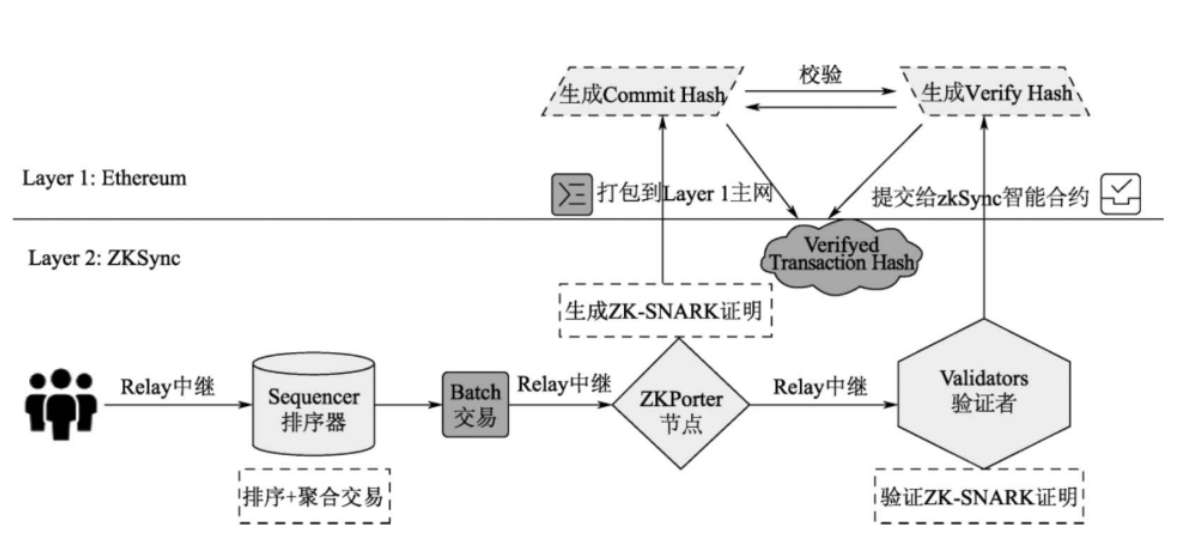 生成Commit Hash
校验
生成Verify Hash
Layer 1: Ethereum
打包到Layer 1主网
提交给zkSync智能合约
Layer 2: ZKSync
Verifyed
Transaction Hash
生成ZK-SNARK证明
Relay中继
Sequencer
排序器
Batch
交易
Relay中继
ZKPorter
节点
Relay中继
Validators
验证者
排序+聚合交易
验证ZK-SNARK证明